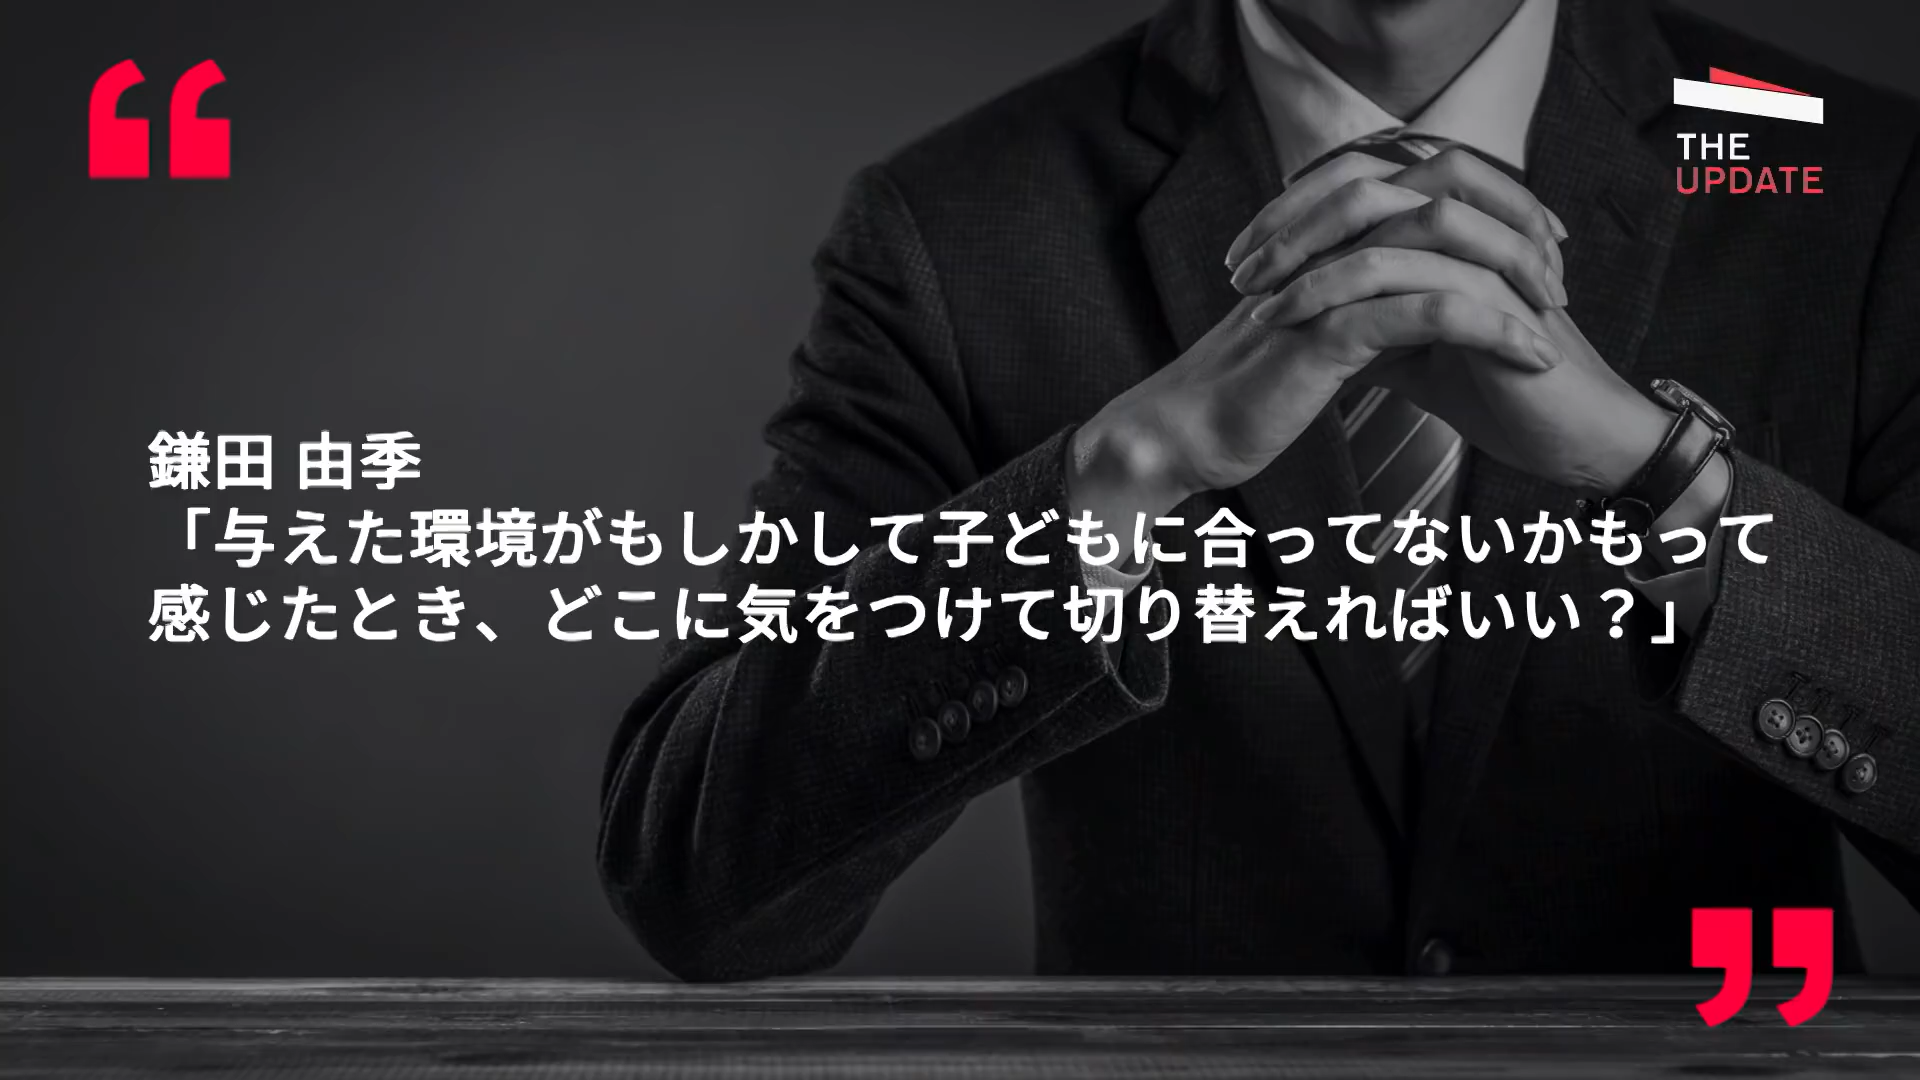 THE
UPDATE
鎌田 由季
「与えた環境がもしかして子どもに合ってないかもって
感じたとき、どこに気をつけて切り替えればいい？」